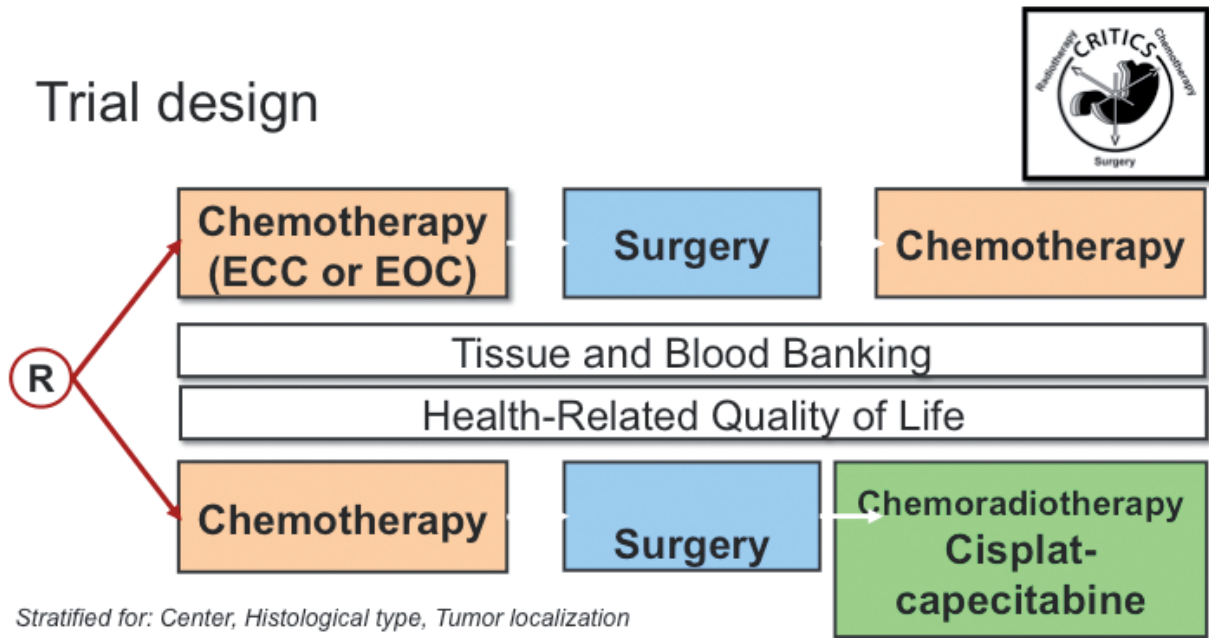 Trial design
Radiotherapy
CRITICS
Chemotherapy
Surgery
Chemotherapy
(ECC or EOC)
Surgery
Chemotherapy
R
Tissue and Blood Banking
Health-Related Quality of Life
Chemotherapy
Surgery
Chemoradiotherapy
Cisplat-
capecitabine
Stratified for: Center, Histological type, Tumor localization